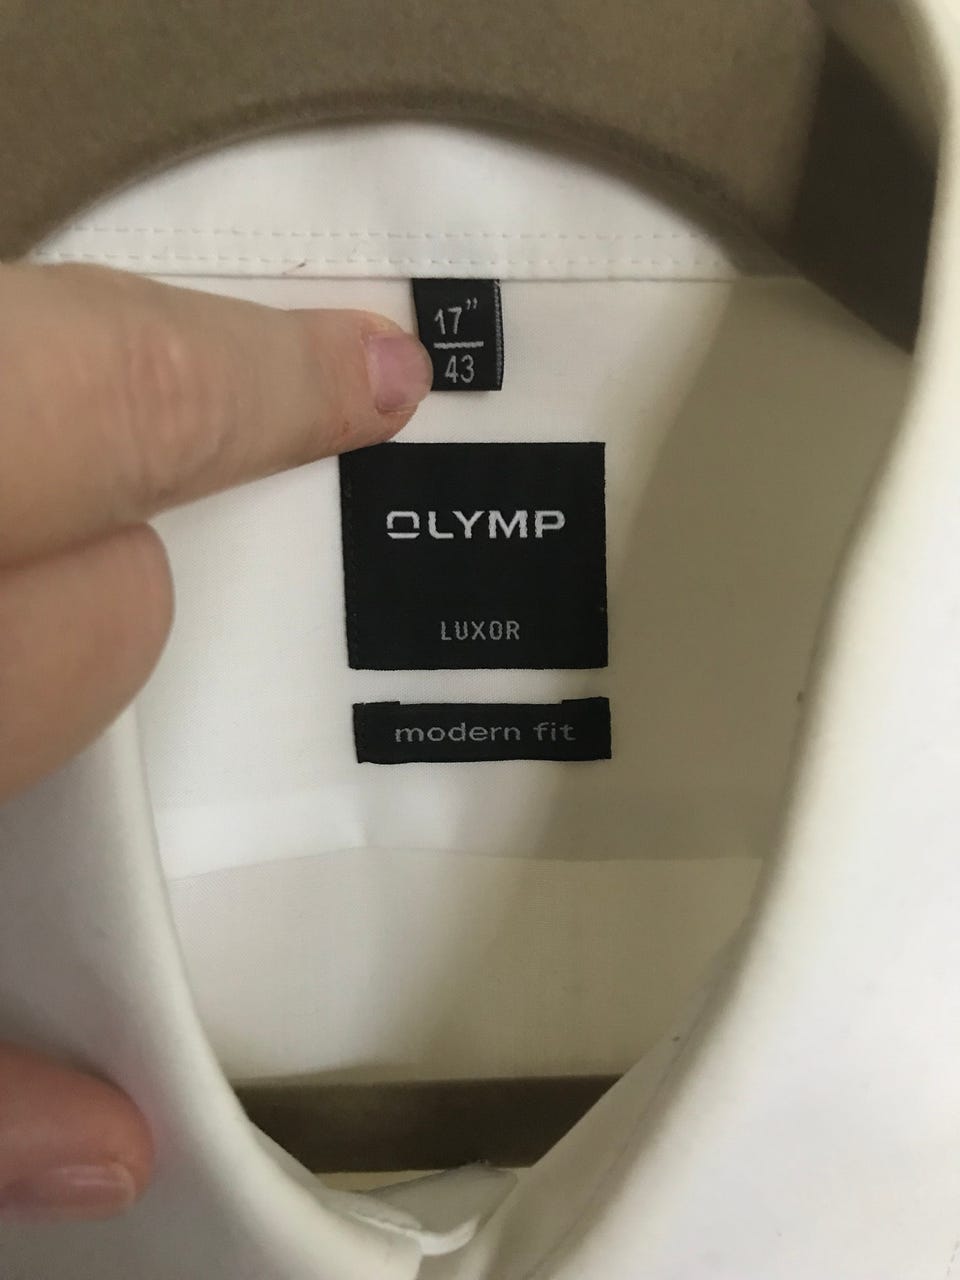 17"
43
OLYMP
LUXOR
modern fit